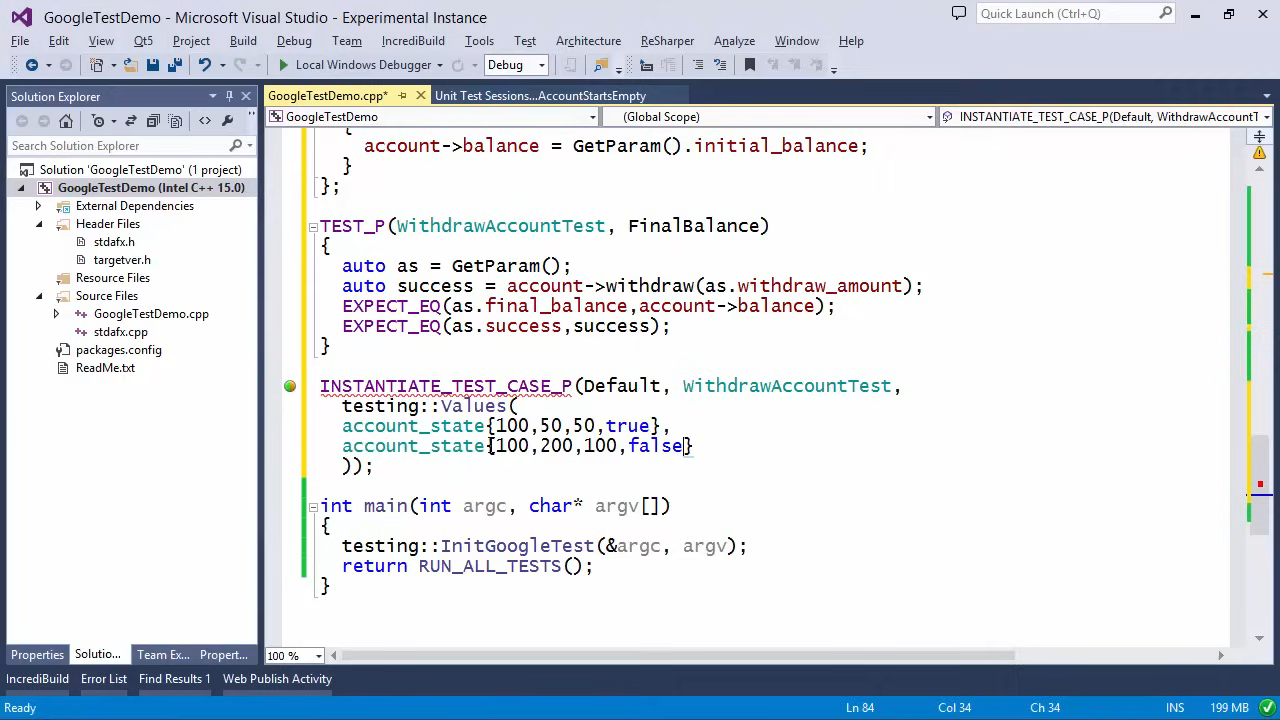 GoogleTestDemo - Microsoft Visual Studio - Experimental Instance
Quick Launch (Ctrl+Q)
File Edit View Qt5 Project Build Debug Team IncrediBuild Tools Test Architecture ReSharper Analyze Window Help
Local Windows Debugger Debug
Solution Explorer
GoogleTestDemo.cpp* Unit Test Sessions...AccountStartsEmpty
GoogleTestDemo (Global Scope) INSTANTIATE_TEST_CASE_P(Default, WithdrawAccountT
Search Solution Explorer
Solution 'GoogleTestDemo' (1 project)
GoogleTestDemo (Intel C++ 15.0)
External Dependencies
Header Files
stdafx.h
targetver.h
Resource Files
Source Files
GoogleTestDemo.cpp
stdafx.cpp
packages.config
ReadMe.txt
{
account->balance = GetParam().initial_balance;
}
};
TEST_P(WithdrawAccountTest, FinalBalance)
{
auto as = GetParam();
auto success = account->withdraw(as.withdraw_amount);
EXPECT_EQ(as.final_balance,account->balance);
EXPECT_EQ(as.success,success);
}
INSTANTIATE_TEST_CASE_P(Default, WithdrawAccountTest,
testing::Values(
account_state{100,50,50,true},
account_state{100,200,100,false}
));
int main(int argc, char* argv[])
{
testing::InitGoogleTest(&argc, argv);
return RUN_ALL_TESTS();
}
Properties Solutio... Team Ex... Propert...
100 %
IncrediBuild Error List Find Results 1 Web Publish Activity
Ready Ln 84 Col 34 Ch 34 INS 199 MB